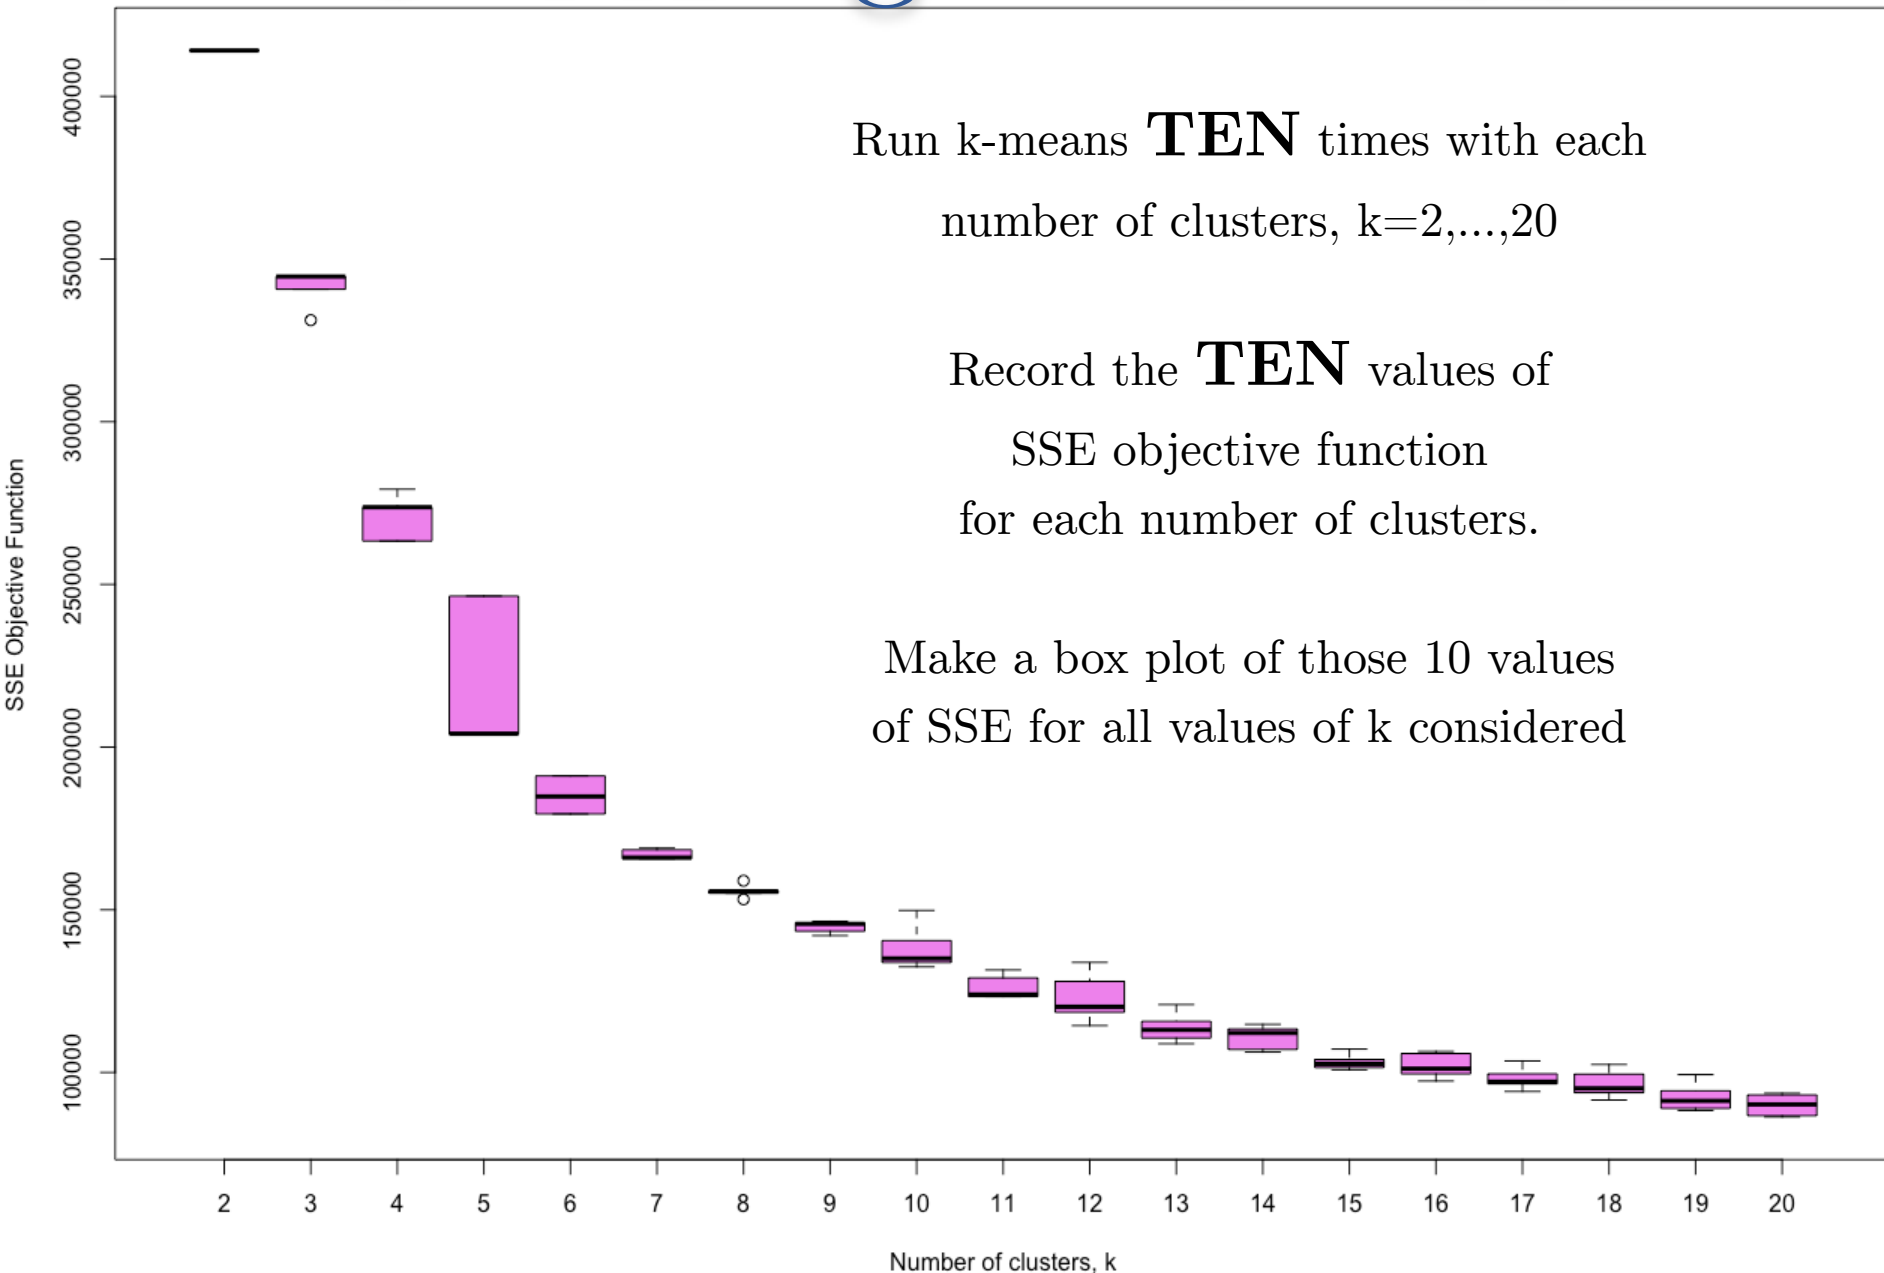 Run k-means TEN times with each
number of clusters, k=2,...,20
Record the TEN values of
SSE objective function
for each number of clusters.
Make a box plot of those 10 values
of SSE for all values of k considered
SSE Objective Function
400000
350000
300000
250000
200000
150000
100000
2 3 4 5 6 7 8 9 10 11 12 13 14 15 16 17 18 19 20
Number of clusters, k